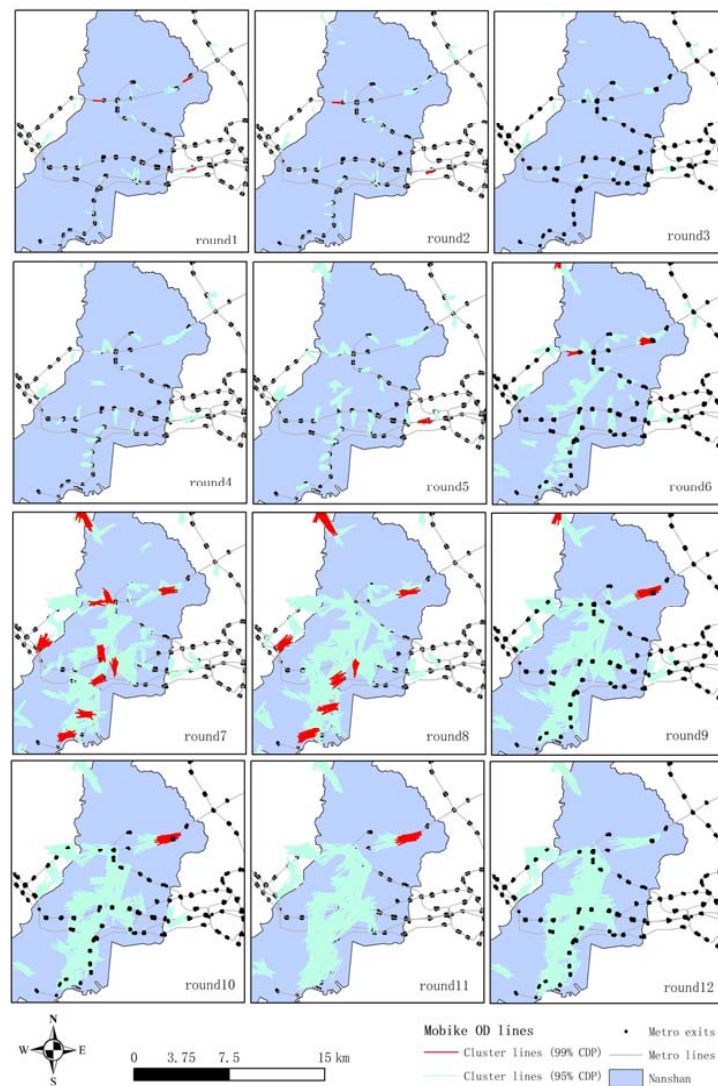 round1
round2
round3
round4
round5
round6
round7
round8
round9
round10
round11
round12
N
W E
S
0 3.75 7.5 15 km
Mobike OD lines
Cluster lines (99% CDP)
Cluster lines (95% CDP)
Metro exits
Metro lines
Nanshan